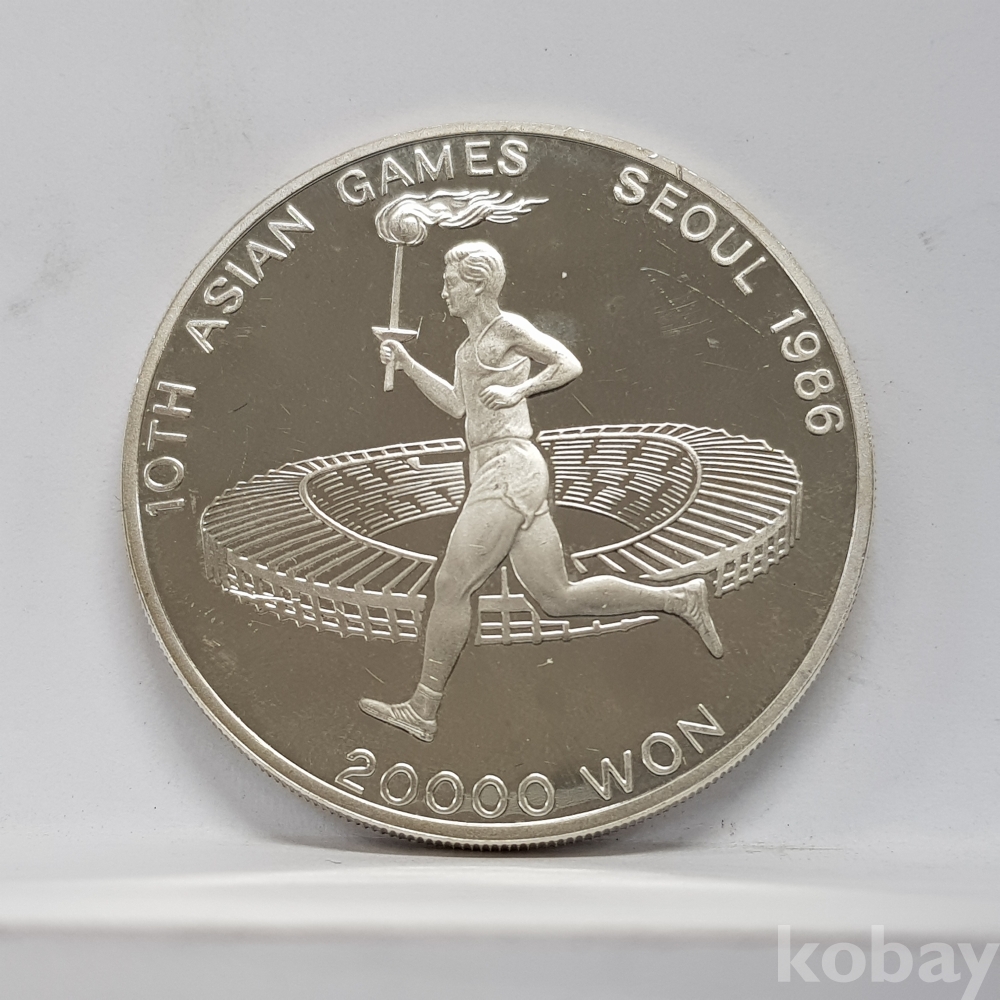 10TH ASIAN GAMES SEOUL 1986
20000 WON
kobay